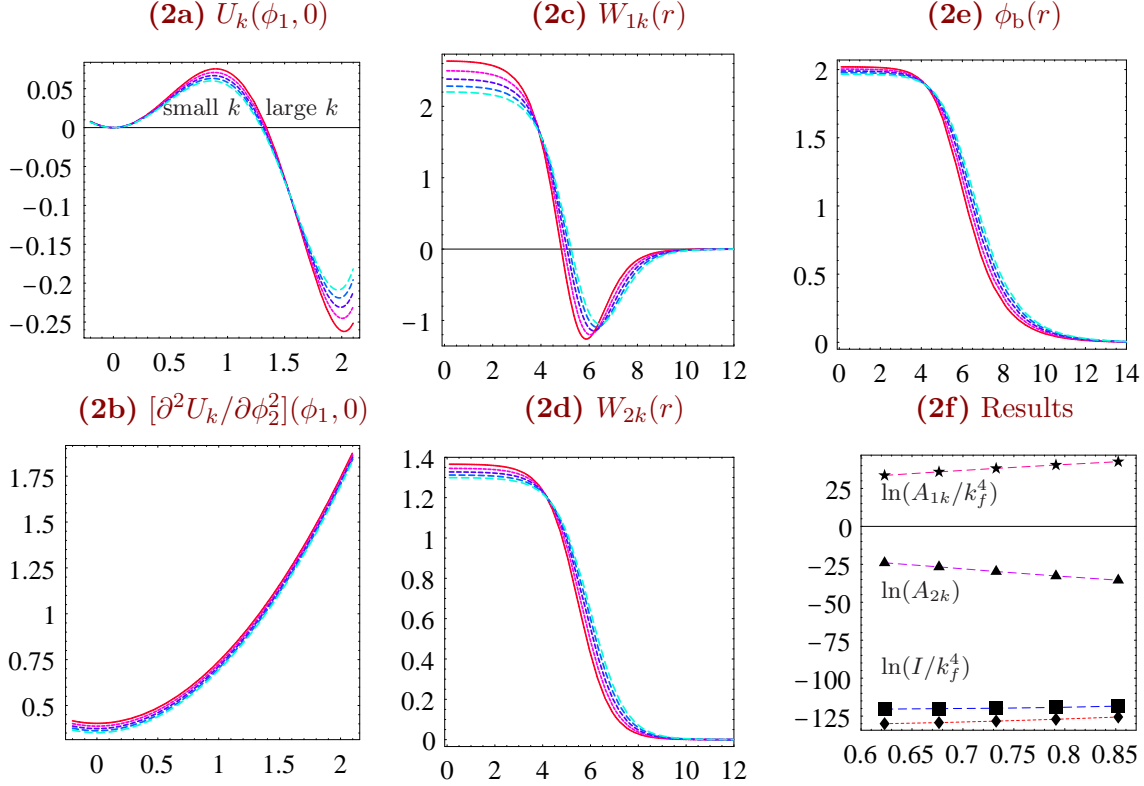 (2a) U_k(ϕ_1, 0)
0.05
0
−0.05
−0.1
−0.15
−0.2
−0.25
small k large k
0 0.5 1 1.5 2
(2c) W_{1k}(r)
2
1
0
−1
0 2 4 6 8 10 12
(2e) ϕ_b(r)
2
1.5
1
0.5
0
0 2 4 6 8 10 12 14
(2b) [∂^2U_k/∂ϕ_2^2](ϕ_1, 0)
1.75
1.5
1.25
1
0.75
0.5
0 0.5 1 1.5 2
(2d) W_{2k}(r)
1.4
1.2
1
0.8
0.6
0.4
0.2
0
0 2 4 6 8 10 12
(2f) Results
25
0
−25
−50
−75
−100
−125
ln(A_{1k}/k_f^4)
ln(A_{2k})
ln(I/k_f^4)
0.6 0.65 0.7 0.75 0.8 0.85